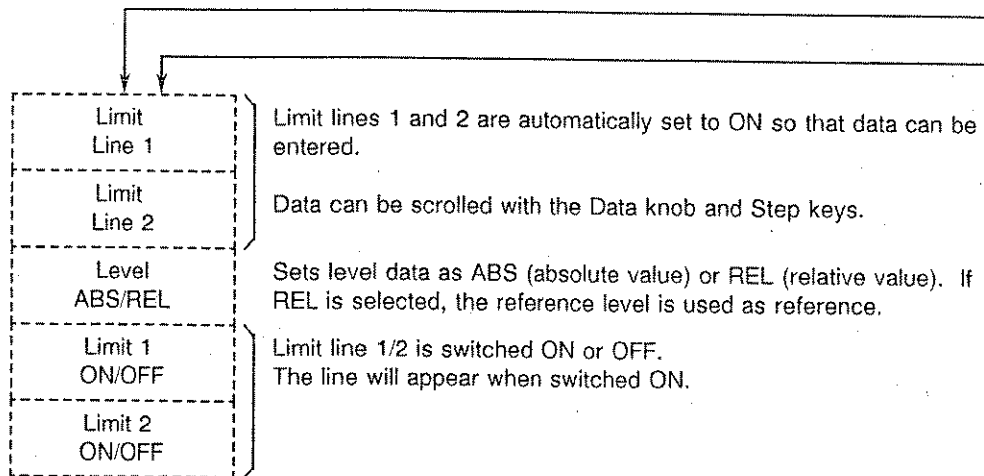 Limit
Line 1
Limit lines 1 and 2 are automatically set to ON so that data can be
entered.
Limit
Line 2
Data can be scrolled with the Data knob and Step keys.
Level
ABS/REL
Sets level data as ABS (absolute value) or REL (relative value). If
REL is selected, the reference level is used as reference.
Limit 1
ON/OFF
Limit line 1/2 is switched ON or OFF.
The line will appear when switched ON.
Limit 2
ON/OFF